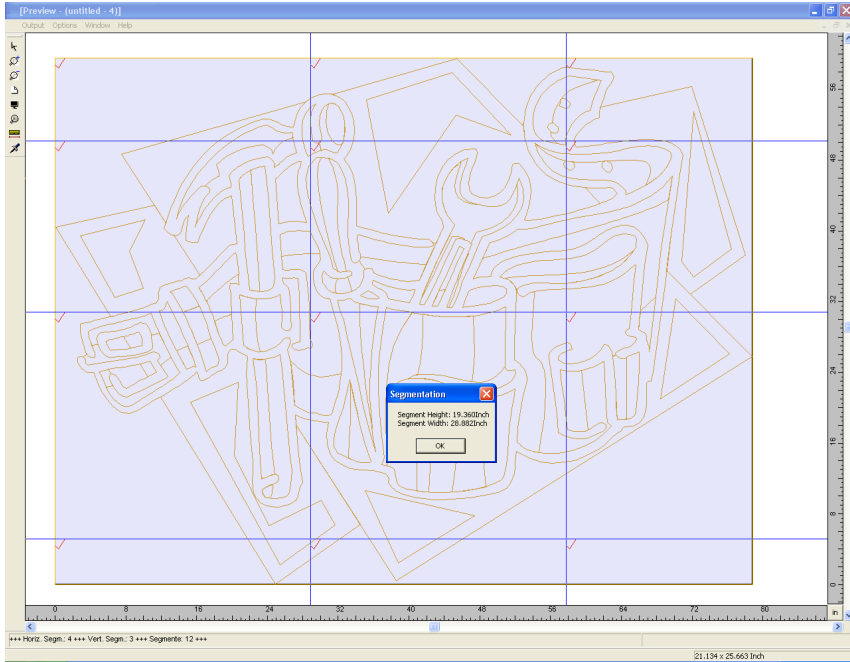 [Preview - (untitled - 4)]
Output Options Window Help
56
48
40
32
24
16
8
0
Segmentation
Segment Height: 19.360Inch
Segment Width: 28.882Inch
OK
0 8 16 24 32 40 48 56 64 72 80 in
+++ Horiz. Segm.: 4 +++ Vert. Segm.: 3 +++ Segmente: 12 +++
21.134 x 25.663 Inch